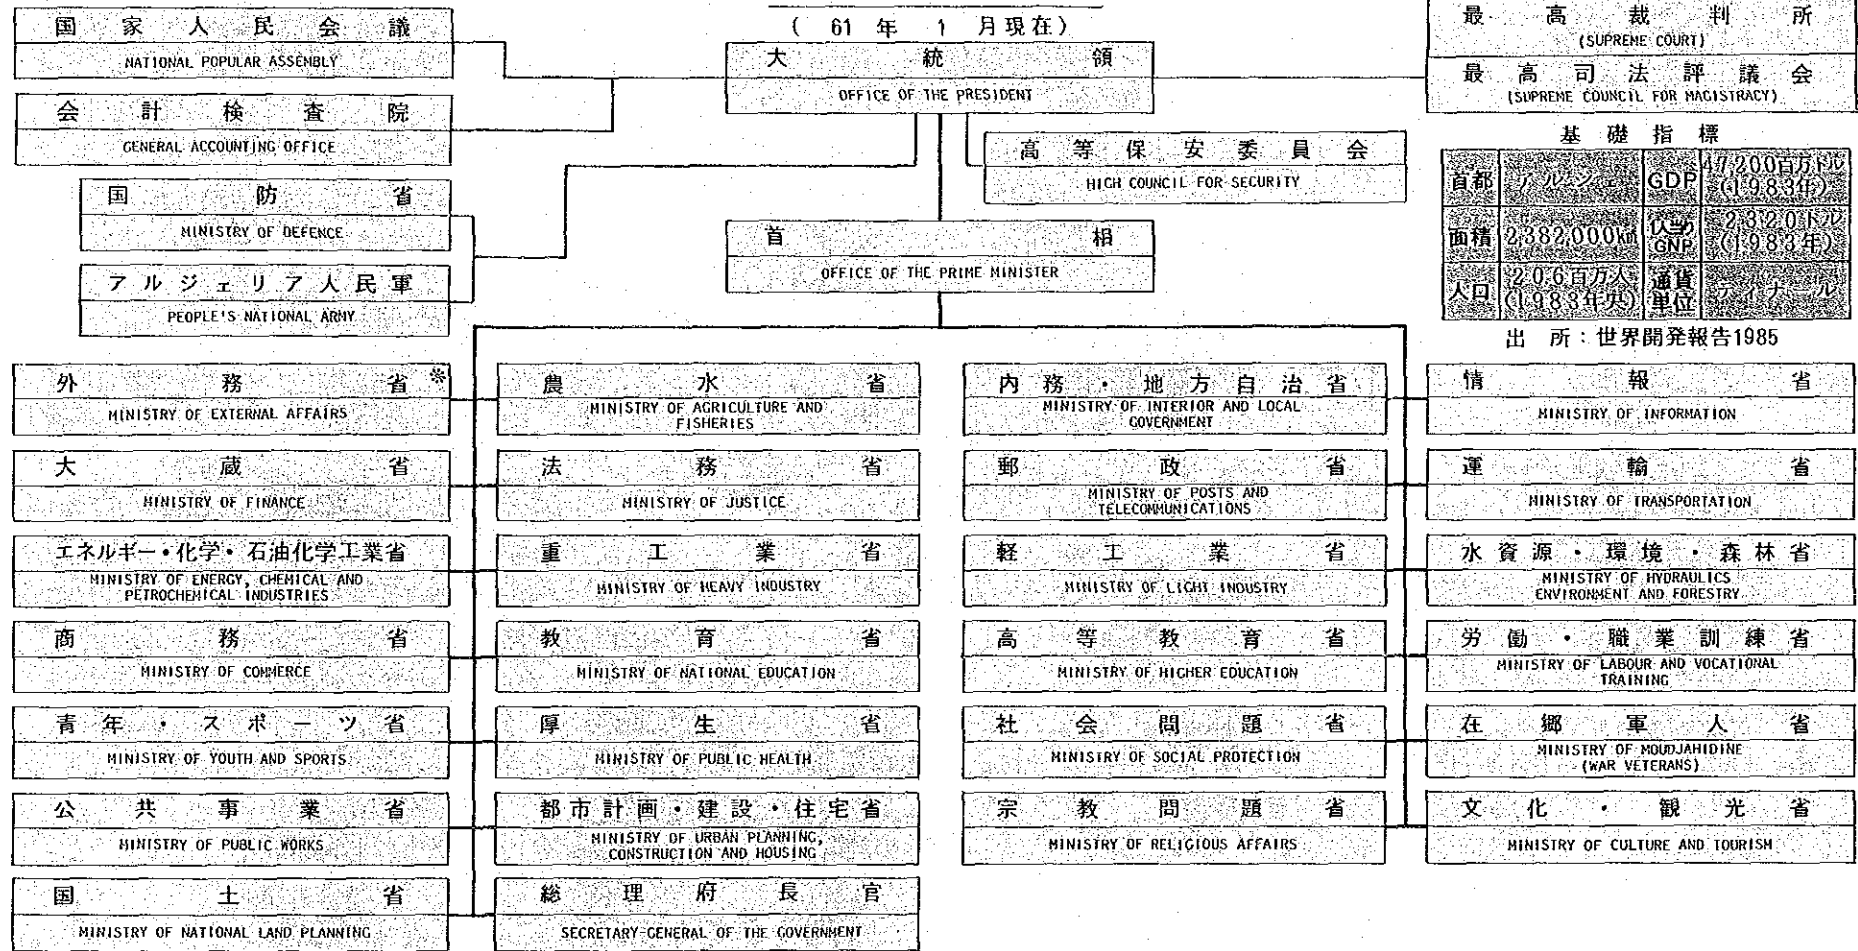 (61年1月現在)
国家人民会議
NATIONAL POPULAR ASSEMBLY
会計検査院
GENERAL ACCOUNTING OFFICE
大統領
OFFICE OF THE PRESIDENT
最高裁判所
(SUPREME COURT)
最高司法評議会
(SUPREME COUNCIL FOR MAGISTRACY)
高等保安委員会
HIGH COUNCIL FOR SECURITY
国防省
MINISTRY OF DEFENCE
アルジェリア人民軍
PEOPLE'S NATIONAL ARMY
首相
OFFICE OF THE PRIME MINISTER
基礎指標
首都 アルジェ GDP 47,200百万ドル (1983年)
面積 2,382,000km² 1人当り GNP 2,320ドル (1983年)
人口 20.6百万人 (1983年央) 通貨単位 ディナール
出所:世界開発報告1985
外務省※
MINISTRY OF EXTERNAL AFFAIRS
農水省
MINISTRY OF AGRICULTURE AND
FISHERIES
内務・地方自治省
MINISTRY OF INTERIOR AND LOCAL
GOVERNMENT
情報省
MINISTRY OF INFORMATION
大蔵省
MINISTRY OF FINANCE
法務省
MINISTRY OF JUSTICE
郵政省
MINISTRY OF POSTS AND
TELECOMMUNICATIONS
運輸省
MINISTRY OF TRANSPORTATION
エネルギー・化学・石油化学工業省
MINISTRY OF ENERGY, CHEMICAL AND
PETROCHEMICAL INDUSTRIES
重工業省
MINISTRY OF HEAVY INDUSTRY
軽工業省
MINISTRY OF LIGHT INDUSTRY
水資源・環境・森林省
MINISTRY OF HYDRAULICS
ENVIRONMENT AND FORESTRY
商務省
MINISTRY OF COMMERCE
教育省
MINISTRY OF NATIONAL EDUCATION
高等教育省
MINISTRY OF HIGHER EDUCATION
労働・職業訓練省
MINISTRY OF LABOUR AND VOCATIONAL
TRAINING
青年・スポーツ省
MINISTRY OF YOUTH AND SPORTS
厚生省
MINISTRY OF PUBLIC HEALTH
社会問題省
MINISTRY OF SOCIAL PROTECTION
在郷軍人省
MINISTRY OF MOUDJAHIDINE
(WAR VETERANS)
公共事業省
MINISTRY OF PUBLIC WORKS
都市計画・建設・住宅省
MINISTRY OF URBAN PLANNING,
CONSTRUCTION AND HOUSING
宗教問題省
MINISTRY OF RELIGIOUS AFFAIRS
文化・観光省
MINISTRY OF CULTURE AND TOURISM
国土省
MINISTRY OF NATIONAL LAND PLANNING
総理府長官
SECRETARY-GENERAL OF THE GOVERNMENT